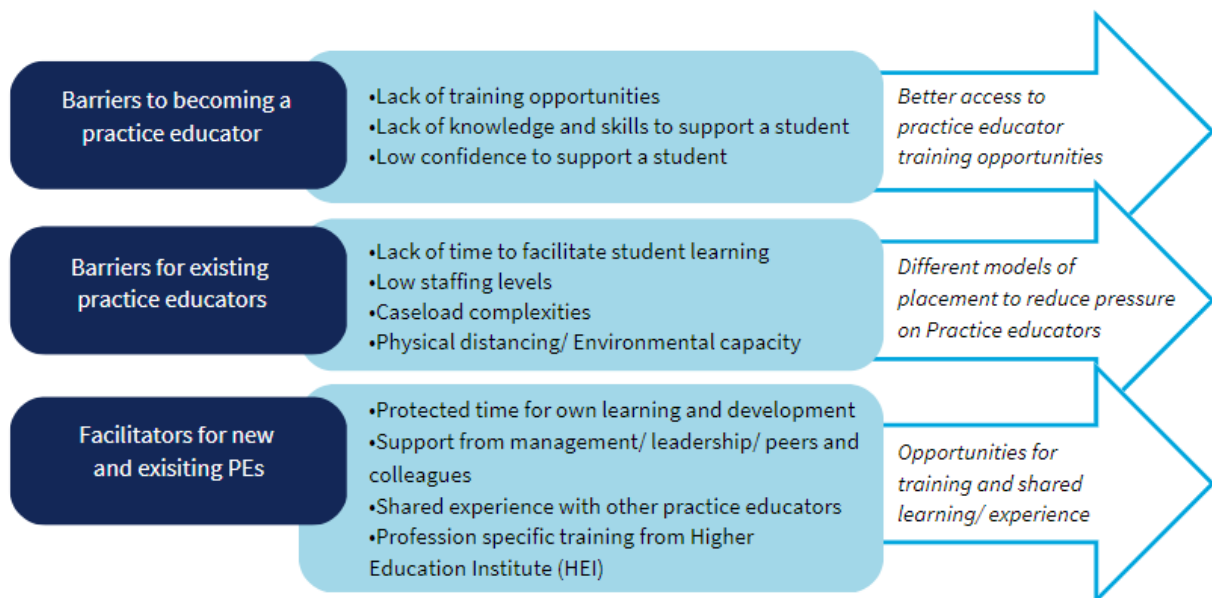 Barriers to becoming a
practice educator
•Lack of training opportunities
•Lack of knowledge and skills to support a student
•Low confidence to support a student
Better access to
practice educator
training opportunities
Barriers for existing
practice educators
•Lack of time to facilitate student learning
•Low staffing levels
•Caseload complexities
•Physical distancing/ Environmental capacity
Different models of
placement to reduce pressure
on Practice educators
Facilitators for new
and exisiting PEs
•Protected time for own learning and development
•Support from management/ leadership/ peers and
colleagues
•Shared experience with other practice educators
•Profession specific training from Higher
Education Institute (HEI)
Opportunities for
training and shared
learning/ experience